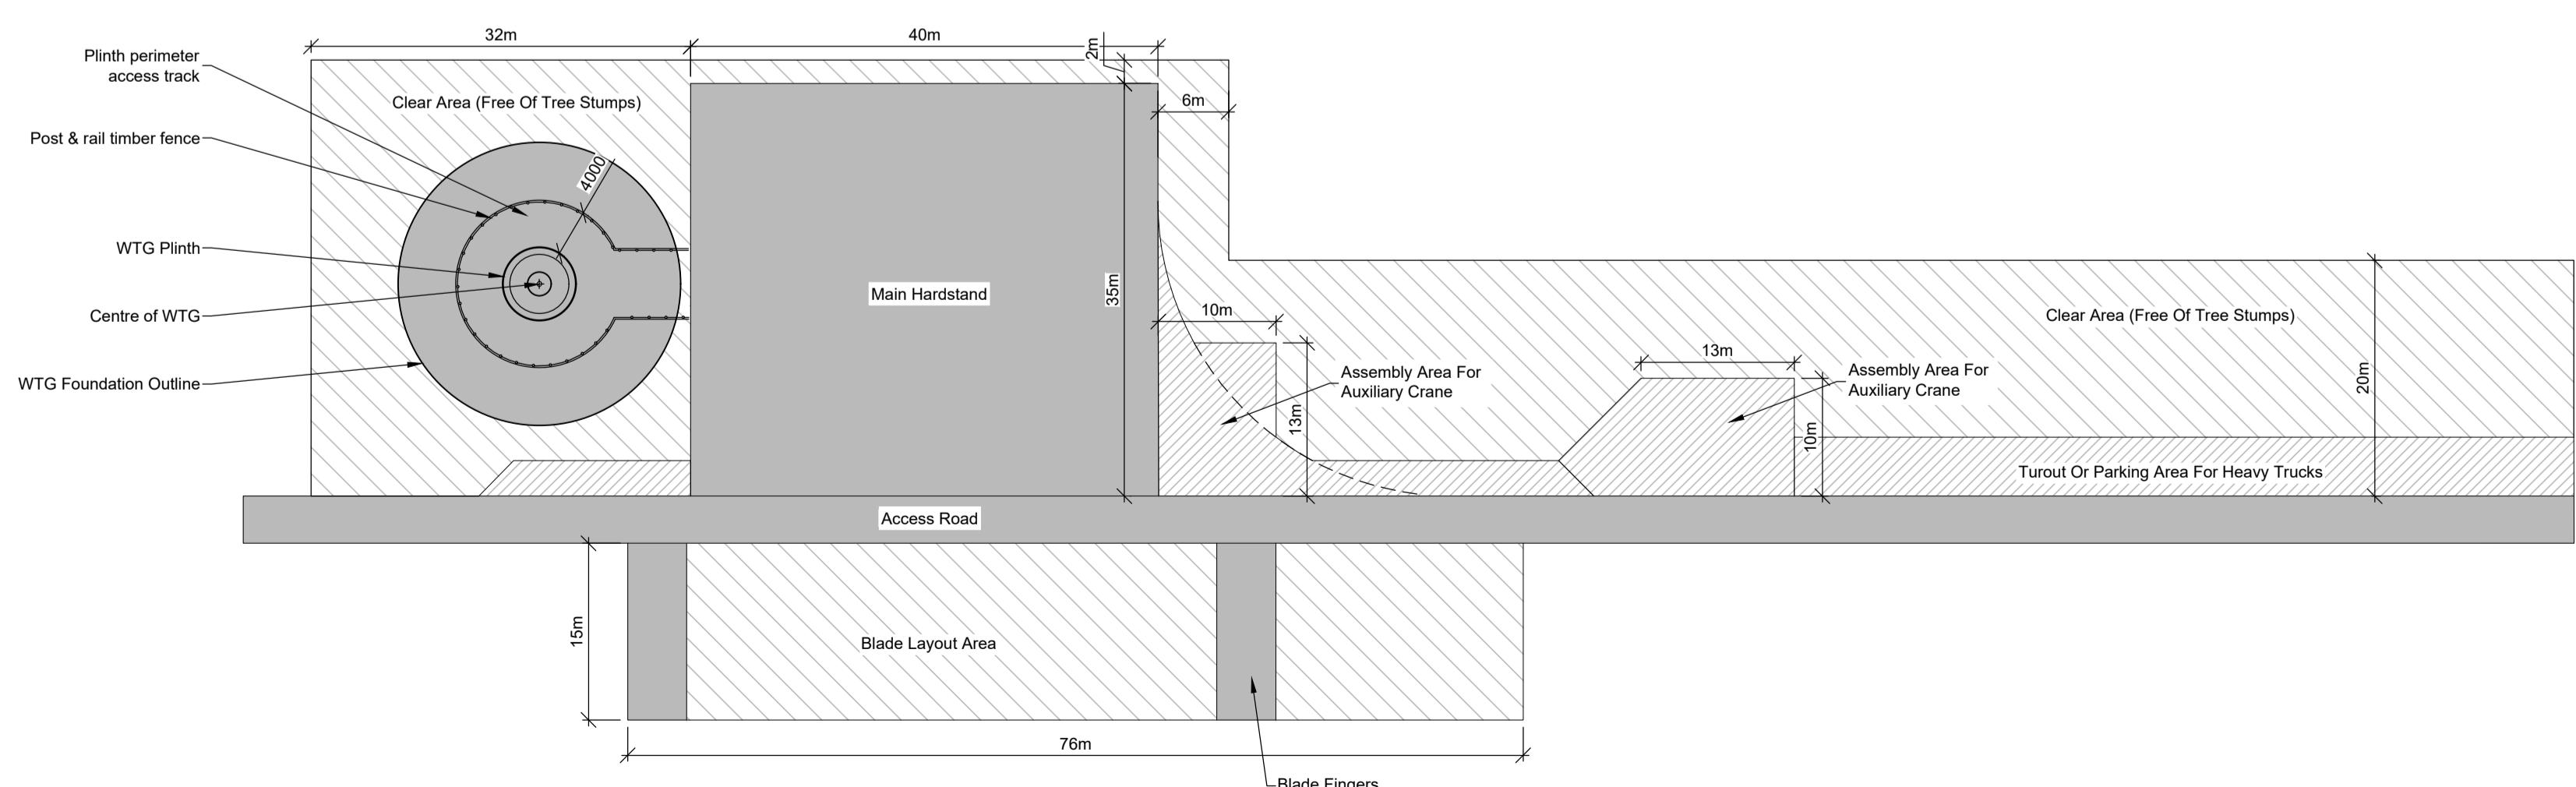 32m
40m
2m
Plinth perimeter
access track
Clear Area (Free Of Tree Stumps)
6m
Post & rail timber fence
4000
WTG Plinth
Main Hardstand
35m
10m
Centre of WTG
Clear Area (Free Of Tree Stumps)
13m
WTG Foundation Outline
Assembly Area For
Auxiliary Crane
Assembly Area For
Auxiliary Crane
20m
13m
10m
Turout Or Parking Area For Heavy Trucks
Access Road
15m
Blade Layout Area
76m
Blade Fingers